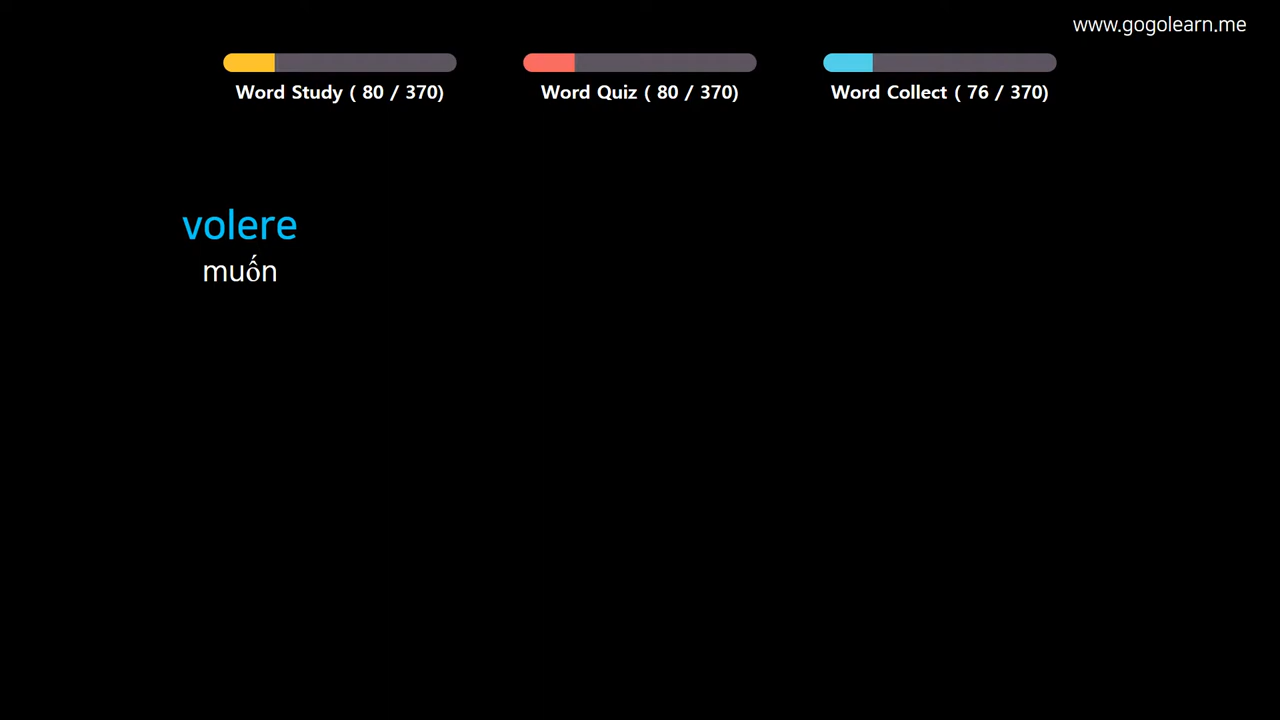 www.gogolearn.me
Word Study ( 80 / 370)
Word Quiz ( 80 / 370)
Word Collect ( 76 / 370)
volere
muốn